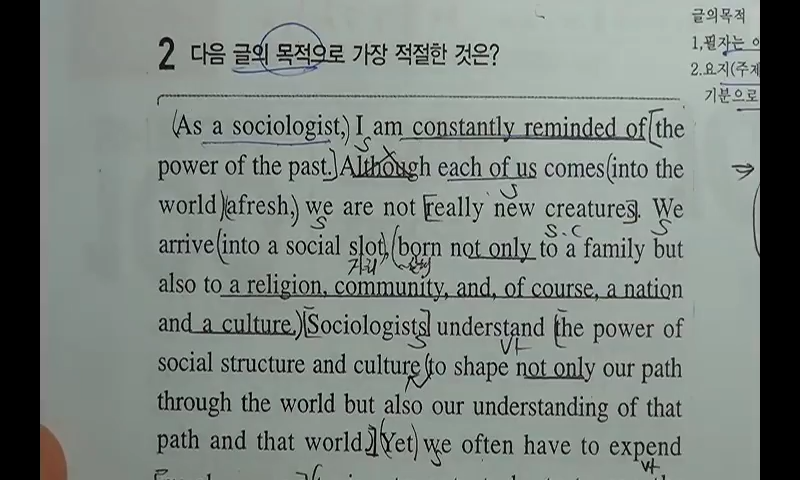 글의목적
1,필자는
2.요지(주제
기분으로
2 다음 글의 목적으로 가장 적절한 것은?
(As a sociologist,) I am constantly reminded of [the
S
power of the past.] Although each of us comes (into the
S
world) (afresh,) we are not [really new creatures]. We
S S.C S
arrive (into a social slot), (born not only to a family but
자리
also to a religion, community, and, of course, a nation
and a culture.) [Sociologists] understand [the power of
S vt
social structure and culture (to shape not only our path
through the world but also our understanding of that
path and that world.)] (Yet) we often have to expend
S vt